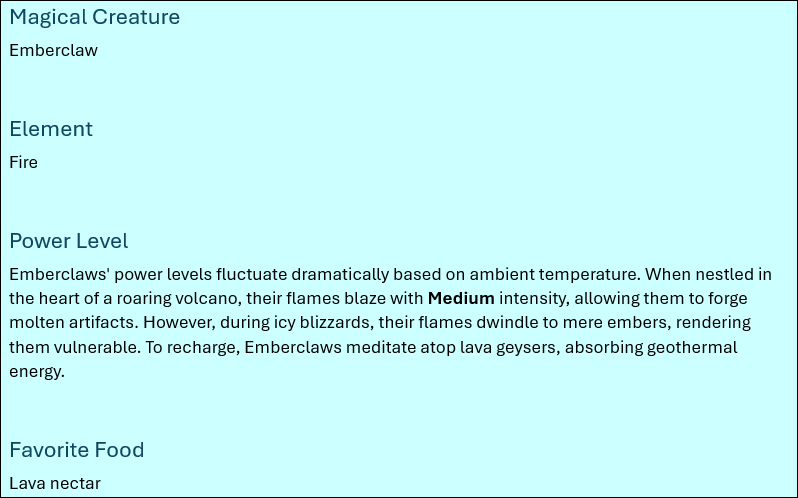 Magical Creature
Emberclaw
Element
Fire
Power Level
Emberclaws' power levels fluctuate dramatically based on ambient temperature. When nestled in
the heart of a roaring volcano, their flames blaze with Medium intensity, allowing them to forge
molten artifacts. However, during icy blizzards, their flames dwindle to mere embers, rendering
them vulnerable. To recharge, Emberclaws meditate atop lava geysers, absorbing geothermal
energy.
Favorite Food
Lava nectar